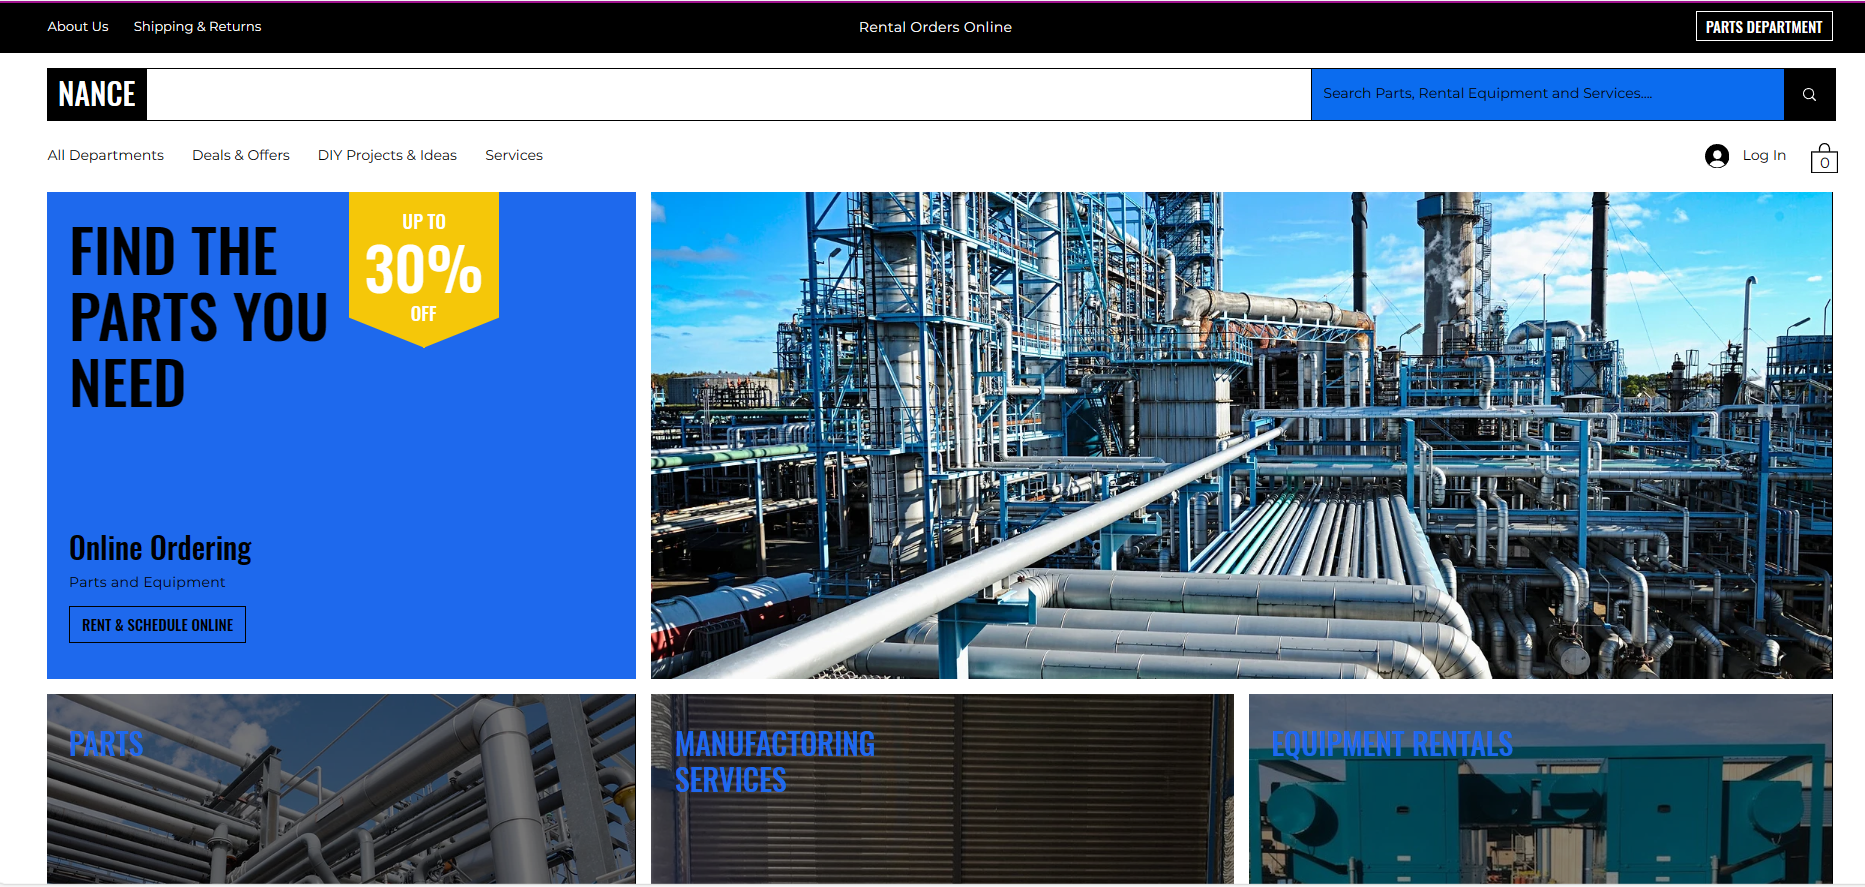 About Us Shipping & Returns Rental Orders Online PARTS DEPARTMENT
NANCE Search Parts, Rental Equipment and Services....
All Departments Deals & Offers DIY Projects & Ideas Services Log In 0
FIND THE
PARTS YOU
NEED
UP TO
30%
OFF
Online Ordering
Parts and Equipment
RENT & SCHEDULE ONLINE
PARTS
MANUFACTORING
SERVICES
EQUIPMENT RENTALS